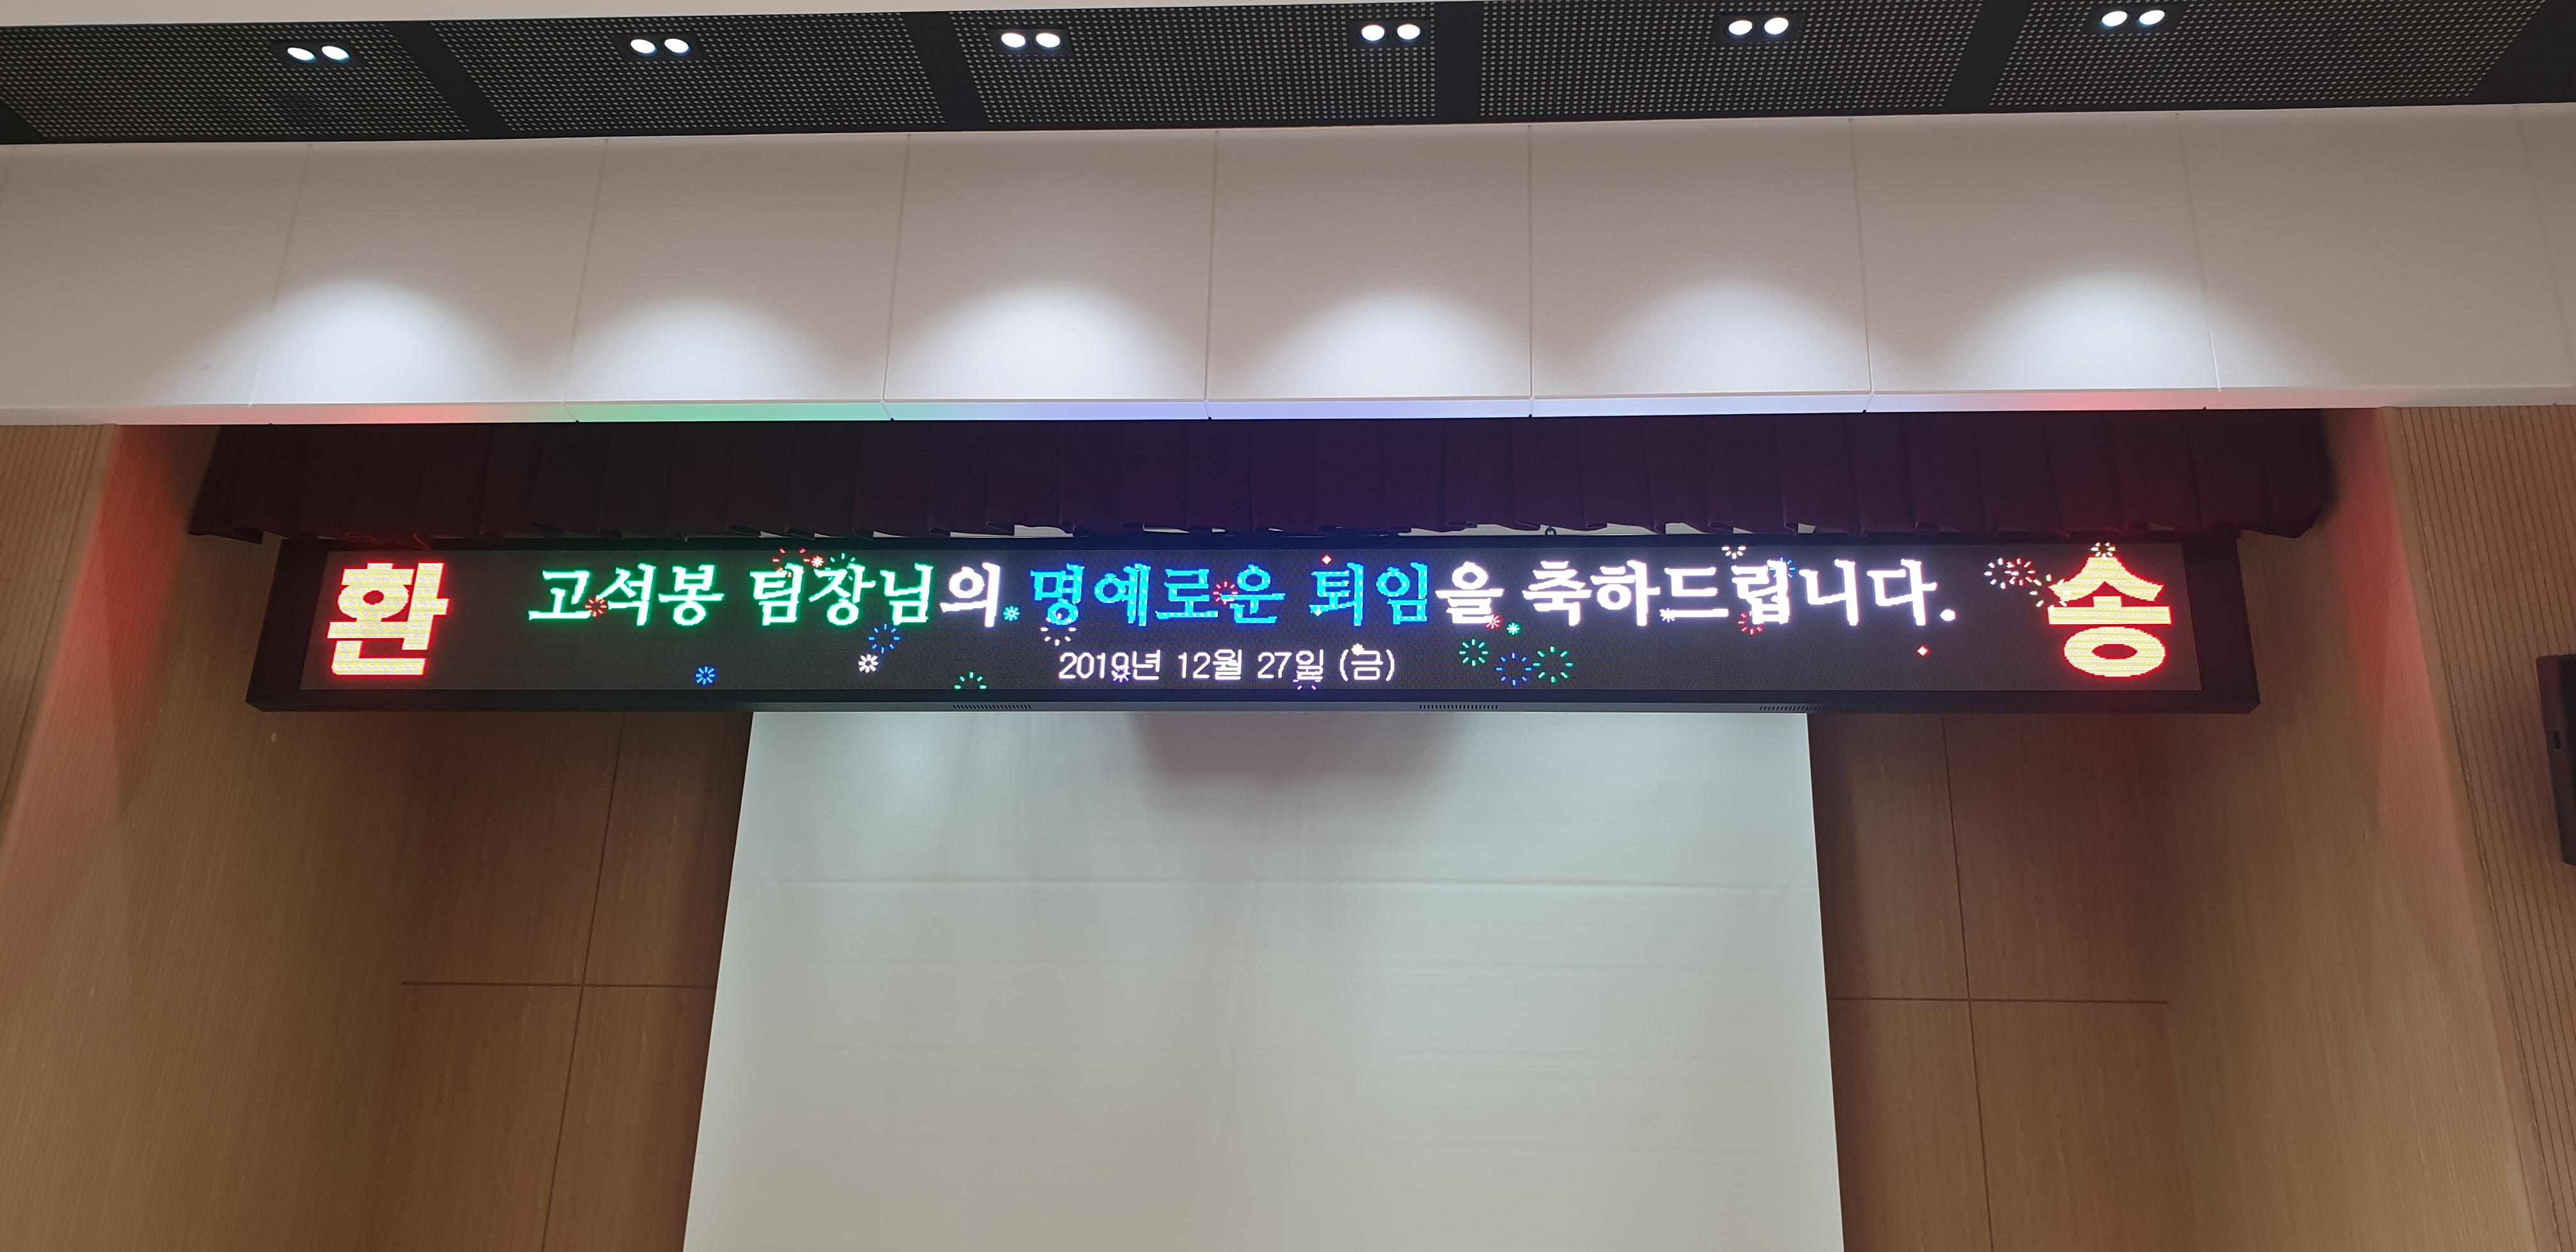 환 고석봉 팀장님의 명예로운 퇴임을 축하드립니다. 송
2019년 12월 27일 (금)